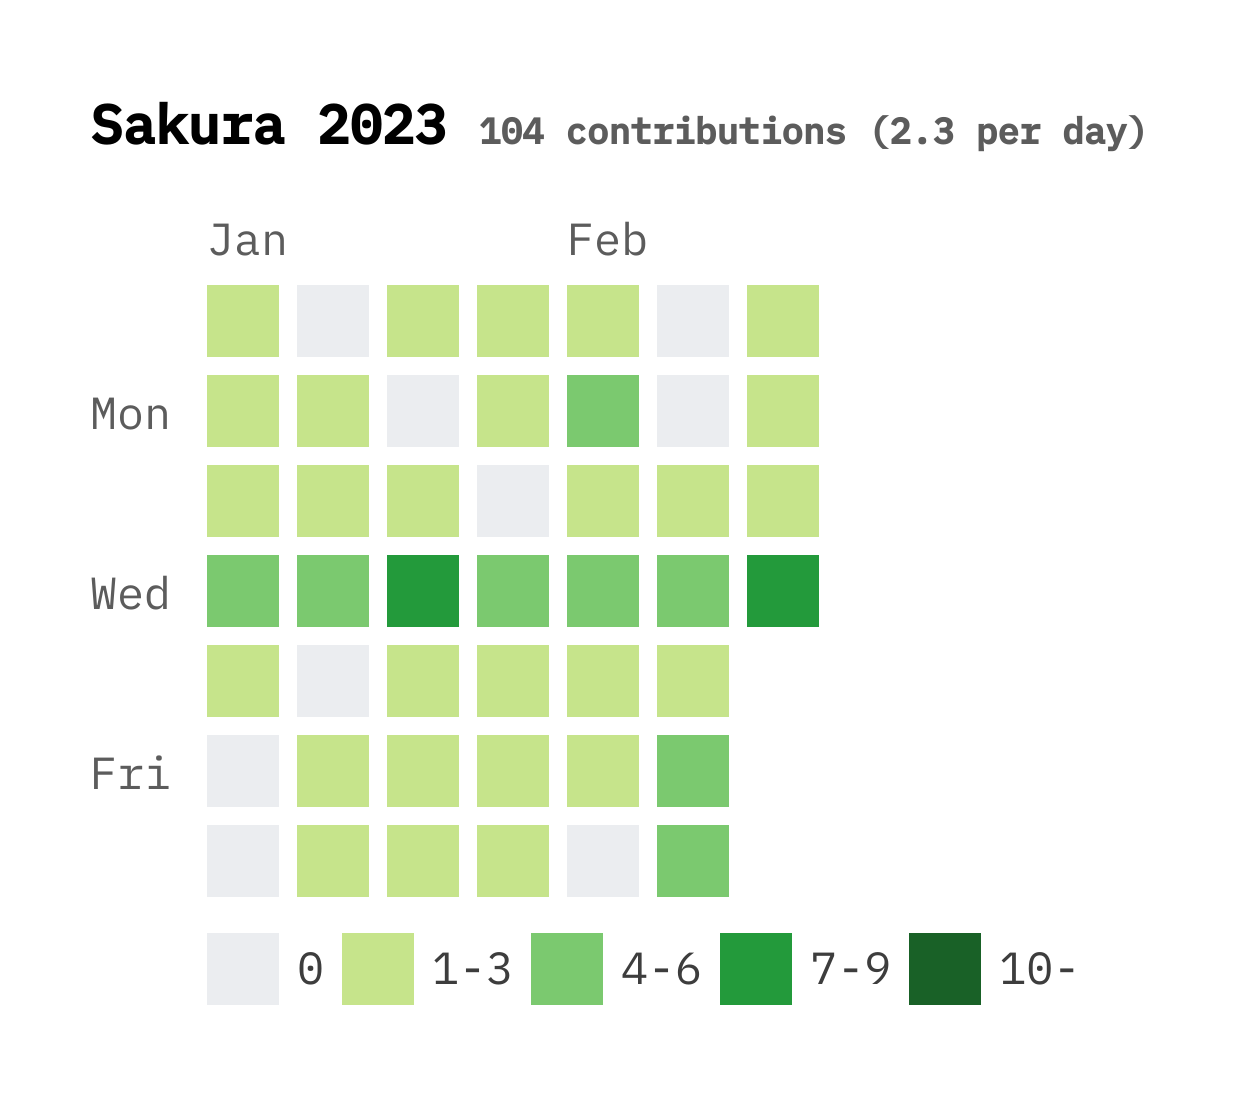 Sakura 2023 104 contributions (2.3 per day)
Jan Feb
Mon
Wed
Fri
0 1-3 4-6 7-9 10-